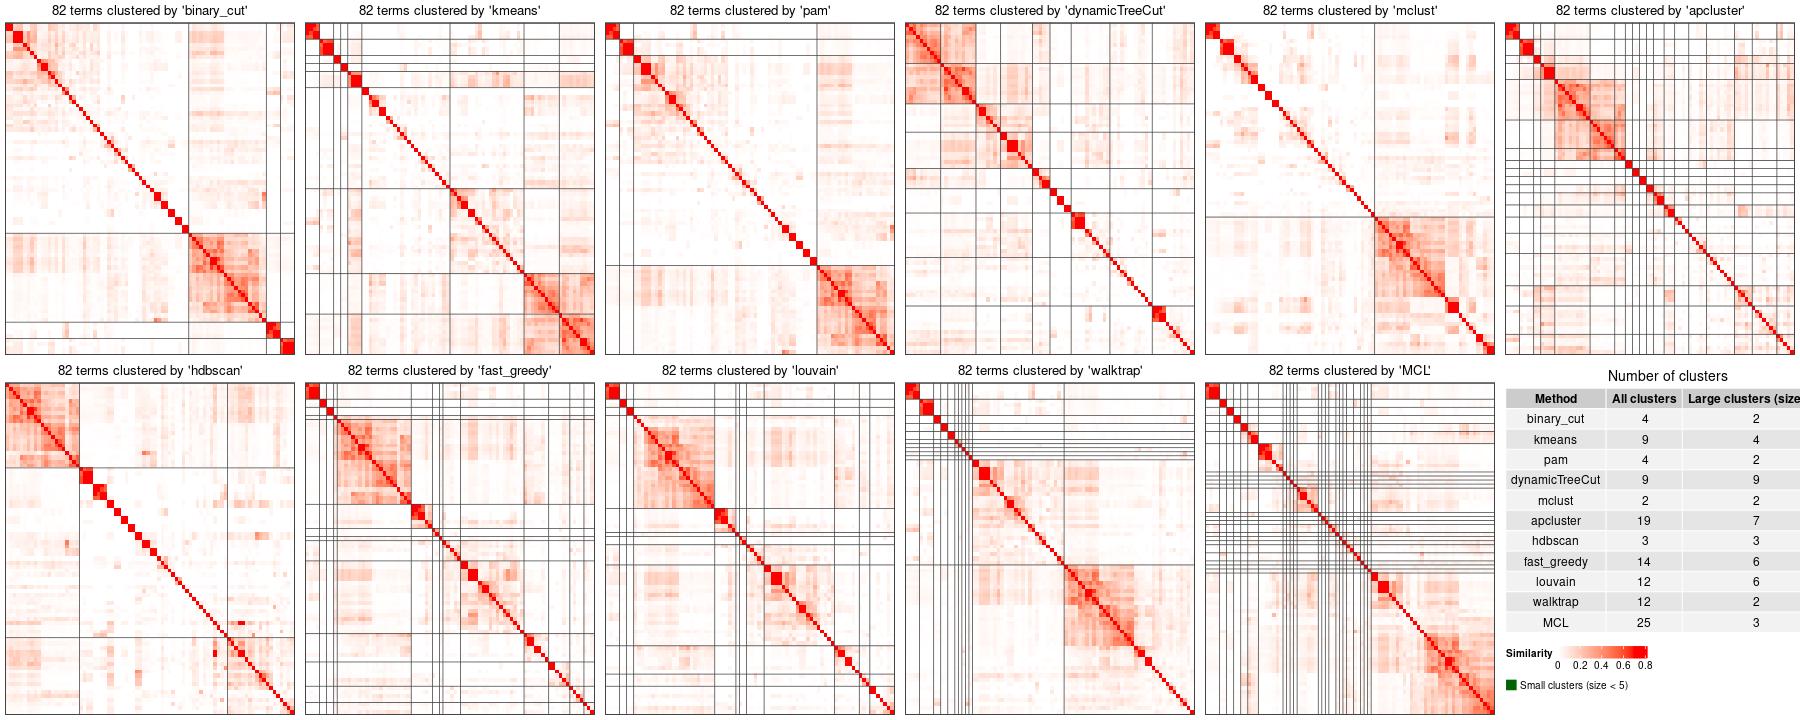 82 terms clustered by 'binary_cut'
82 terms clustered by 'kmeans'
82 terms clustered by 'pam'
82 terms clustered by 'dynamicTreeCut'
82 terms clustered by 'mclust'
82 terms clustered by 'apcluster'
82 terms clustered by 'hdbscan'
82 terms clustered by 'fast_greedy'
82 terms clustered by 'louvain'
82 terms clustered by 'walktrap'
82 terms clustered by 'MCL'
Number of clusters
Method All clusters Large clusters (size
binary_cut 4 2
kmeans 9 4
pam 4 2
dynamicTreeCut 9 9
mclust 2 2
apcluster 19 7
hdbscan 3 3
fast_greedy 14 6
louvain 12 6
walktrap 12 2
MCL 25 3
Similarity
0 0.2 0.4 0.6 0.8
Small clusters (size < 5)